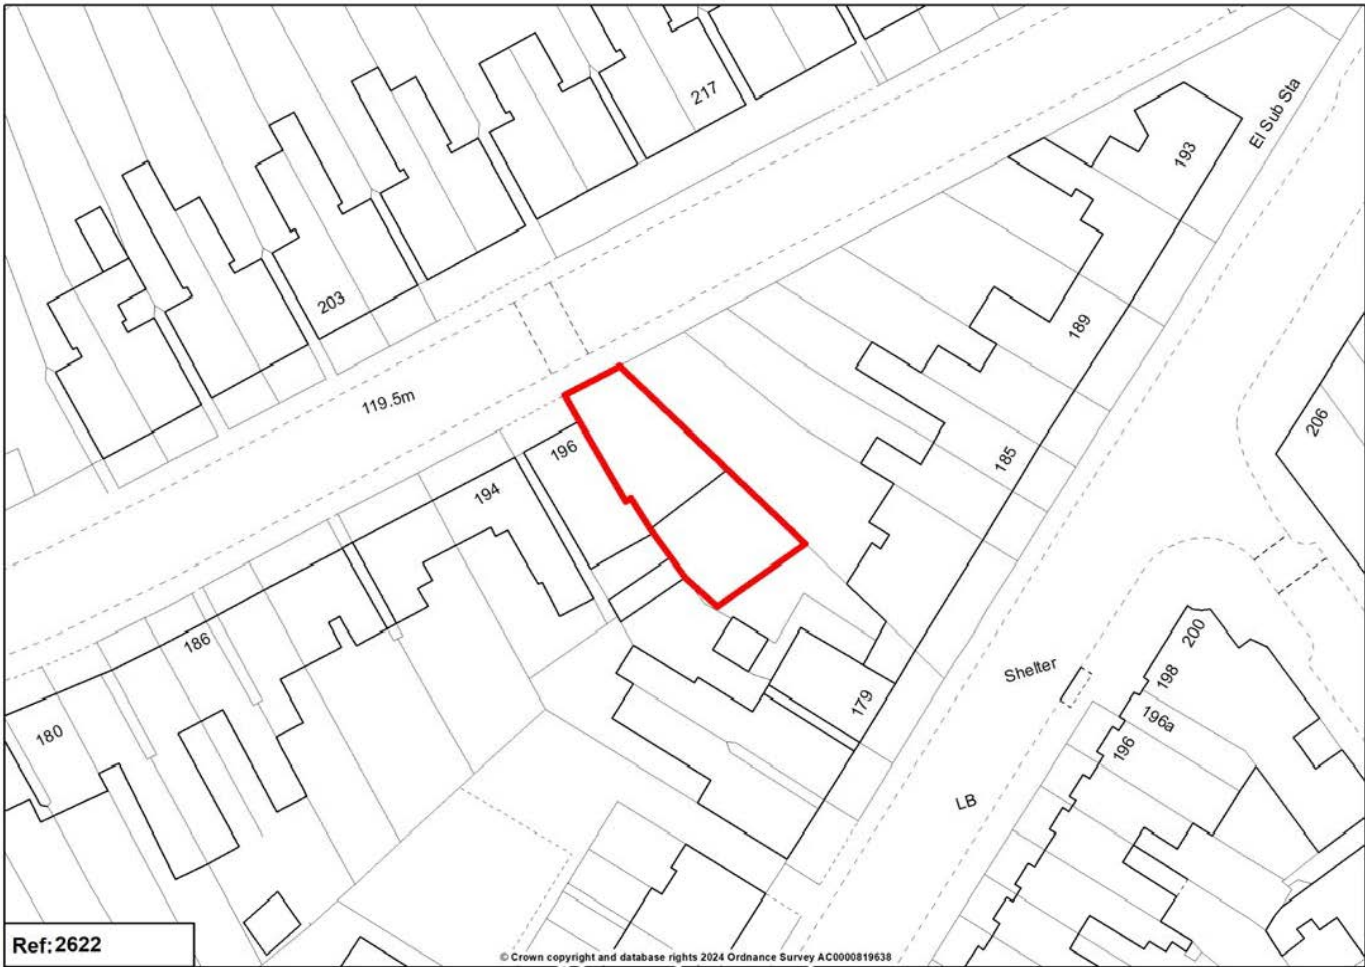 217
El Sub Sta
193
203
189
119.5m
206
196
185
194
200
186
Shelter
198
179
196a
180
196
LB
Ref:2622
© Crown copyright and database rights 2024 Ordnance Survey AC0000819638